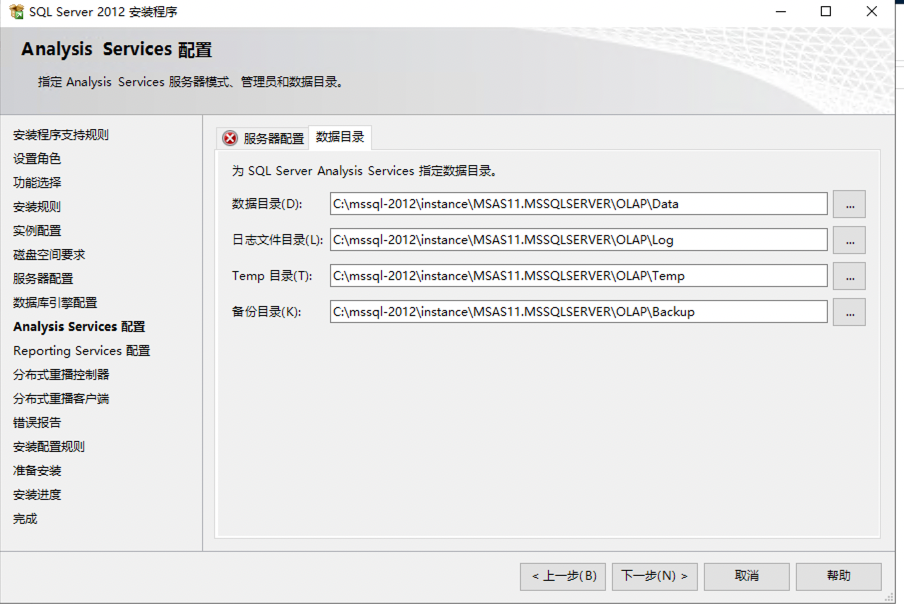 SQL Server 2012 安装程序
Analysis Services 配置
指定 Analysis Services 服务器模式、管理员和数据目录。
安装程序支持规则
设置角色
功能选择
安装规则
实例配置
磁盘空间要求
服务器配置
数据库引擎配置
Analysis Services 配置
Reporting Services 配置
分布式重播控制器
分布式重播客户端
错误报告
安装配置规则
准备安装
安装进度
完成
服务器配置 数据目录
为 SQL Server Analysis Services 指定数据目录。
数据目录(D): C:\mssql-2012\instance\MSAS11.MSSQLSERVER\OLAP\Data ...
日志文件目录(L): C:\mssql-2012\instance\MSAS11.MSSQLSERVER\OLAP\Log ...
Temp 目录(T): C:\mssql-2012\instance\MSAS11.MSSQLSERVER\OLAP\Temp ...
备份目录(K): C:\mssql-2012\instance\MSAS11.MSSQLSERVER\OLAP\Backup ...
< 上一步(B) 下一步(N) > 取消 帮助